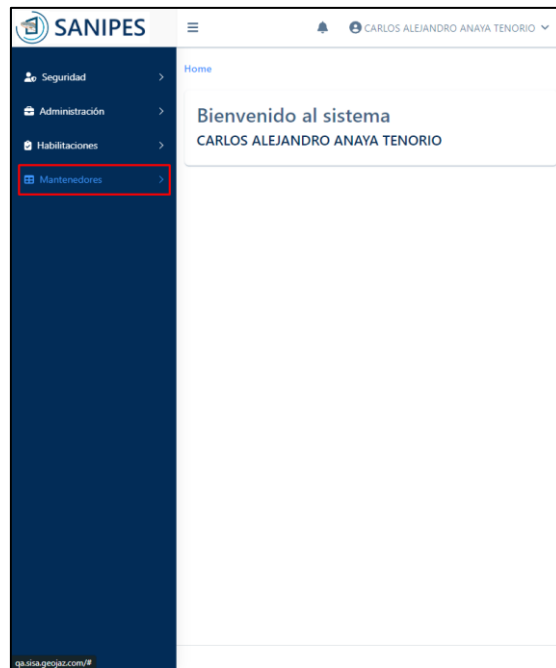 SANIPES
CARLOS ALEJANDRO ANAYA TENORIO
Seguridad
Administración
Habilitaciones
Mantenedores
Home
Bienvenido al sistema
CARLOS ALEJANDRO ANAYA TENORIO
qa.sisa.geojaz.com/#